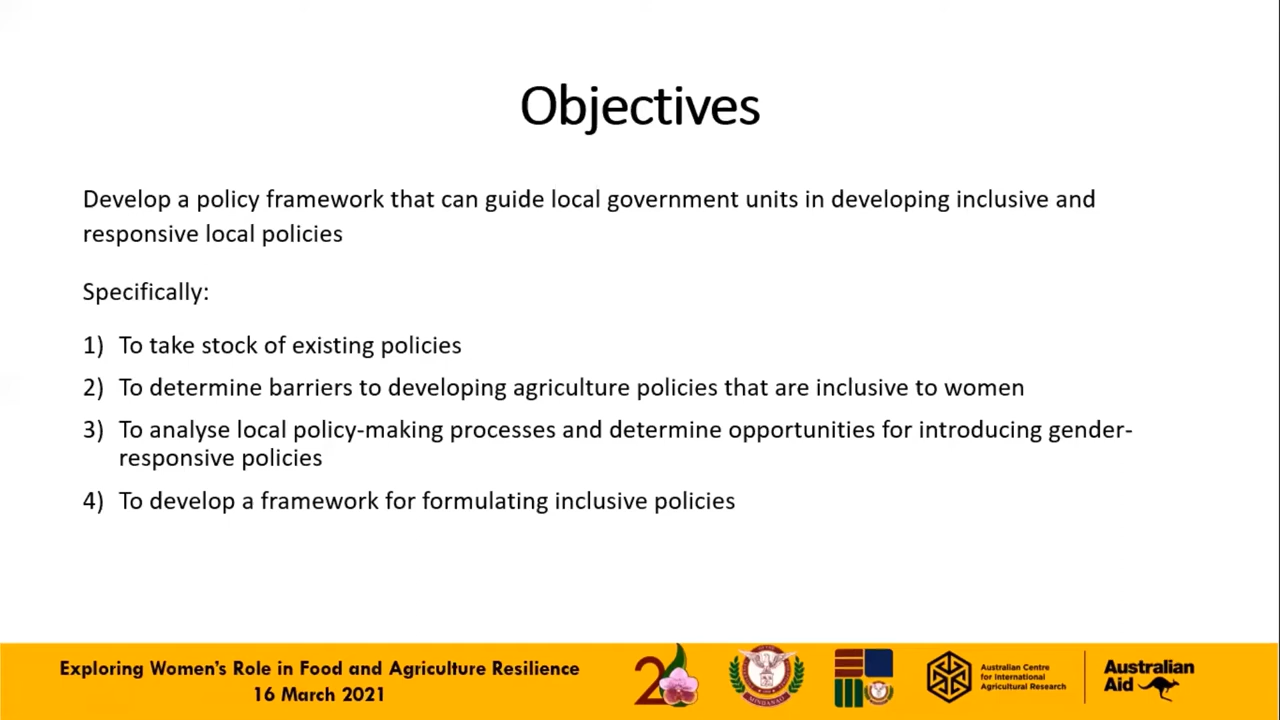 Objectives
Develop a policy framework that can guide local government units in developing inclusive and
responsive local policies
Specifically:
1) To take stock of existing policies
2) To determine barriers to developing agriculture policies that are inclusive to women
3) To analyse local policy-making processes and determine opportunities for introducing gender-
responsive policies
4) To develop a framework for formulating inclusive policies
Exploring Women's Role in Food and Agriculture Resilience
16 March 2021
MINDANAO
Australian Centre
for International
Agricultural Research
Australian
Aid